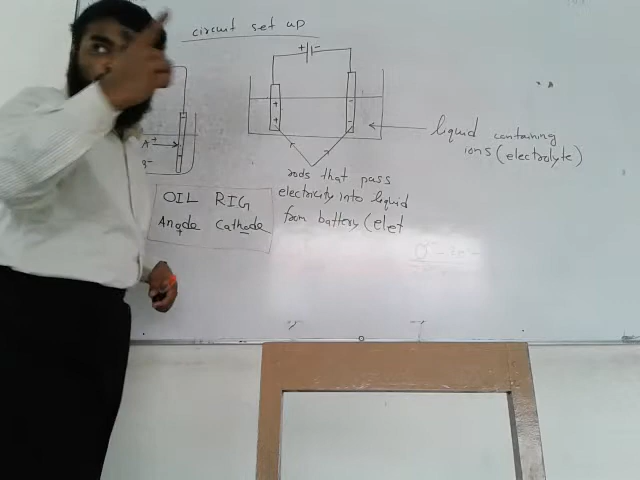 circuit set up
+ -
+
+
-
-
A +
B-
liquid containing
ions (electrolyte)
rods that pass
electricity into liquid
from battery (elet
OIL RIG
Anode Cathode
+ -